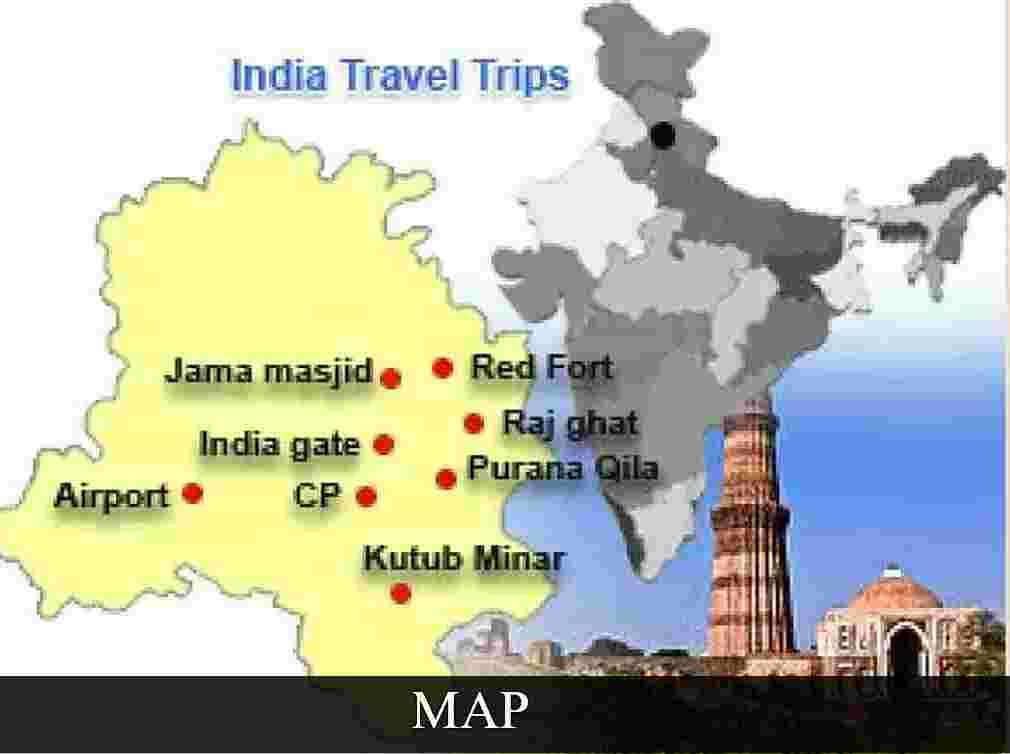 India Travel Trips
Jama masjid
Red Fort
Raj ghat
India gate
Purana Qila
Airport
CP
Kutub Minar
MAP